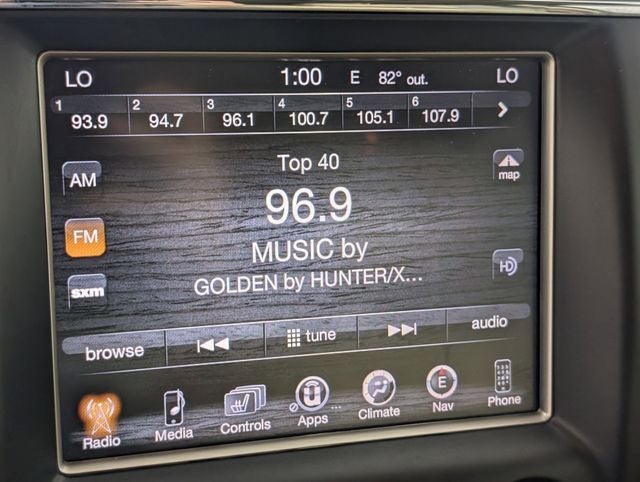 LO 1:00 E 82° out. LO
1 2 3 4 5 6
93.9 94.7 96.1 100.7 105.1 107.9
Top 40
AM map
96.9
FM
MUSIC by
HD
GOLDEN by HUNTER/X...
sxm
browse tune audio
Radio Media Controls Apps ... Climate E Nav Phone